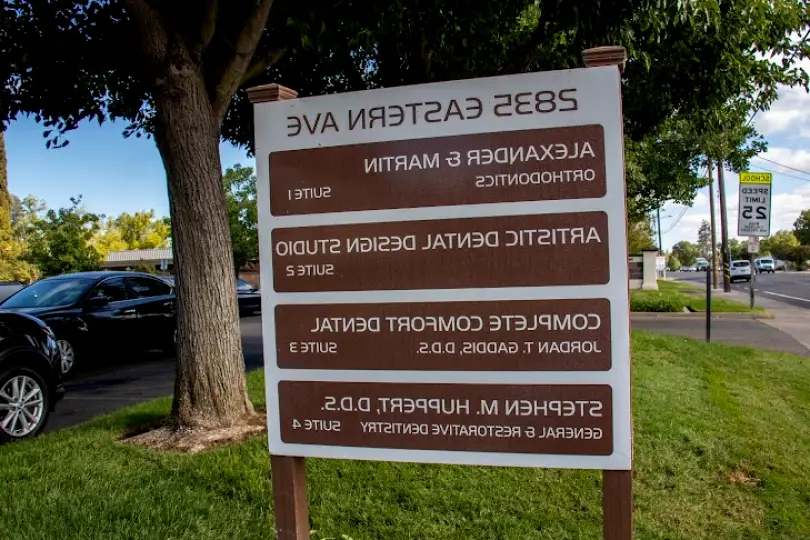 2835 EASTERN AVE
ALEXANDER & MARTIN
ORTHODONTICS
SUITE 1
ARTISTIC DENTAL DESIGN STUDIO
SUITE 2
COMPLETE COMFORT DENTAL
JORDAN T. GADDIS, D.D.S.
SUITE 3
STEPHEN M. HUPPERT, D.D.S.
GENERAL & RESTORATIVE DENTISTRY
SUITE 4
SCHOOL
SPEED
LIMIT
25